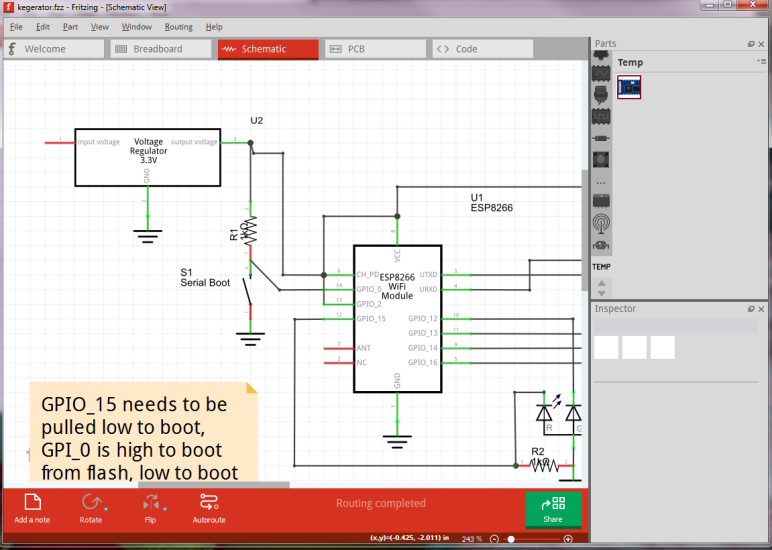 kegerator.fzz - Fritzing - [Schematic View]
File Edit Part View Window Routing Help
Welcome
Breadboard
Schematic
PCB
Code
Parts
Temp
TEMP
Inspector
U2
input voltage
Voltage
Regulator
3.3V
output voltage
GND
R1
1kΩ
S1
Serial Boot
U1
ESP8266
VCC
ESP8266
WiFi
Module
CH_PD
GPIO_0
GPIO_2
GPIO_15
ANT
NC
UTXD
URXD
GPIO_12
GPIO_13
GPIO_14
GPIO_16
GND
R
G
R2
1kΩ
GPIO_15 needs to be
pulled low to boot,
GPI_0 is high to boot
from flash, low to boot
Add a note
Rotate
Flip
Autoroute
Routing completed
Share
(x,y)=(-0.425, -2.011) in
243 %